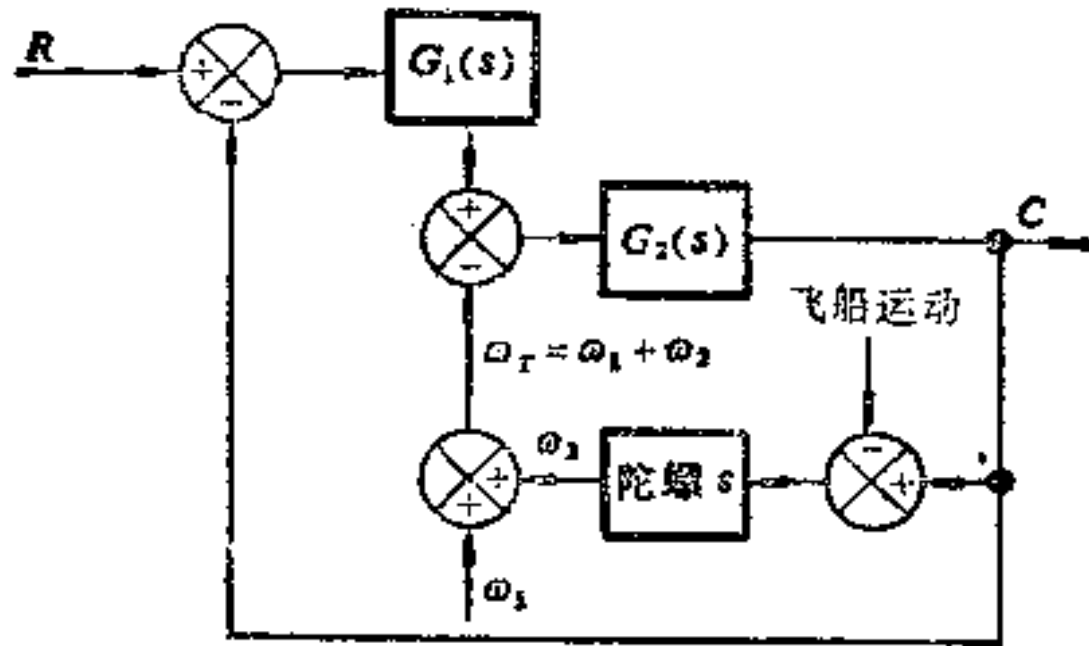 R
+
−
G₁(s)
+
−
G₂(s)
C
飞船运动
ω_T = ω₁ + ω₂
−
+
陀螺 s
ω₂
+
+
ω₁